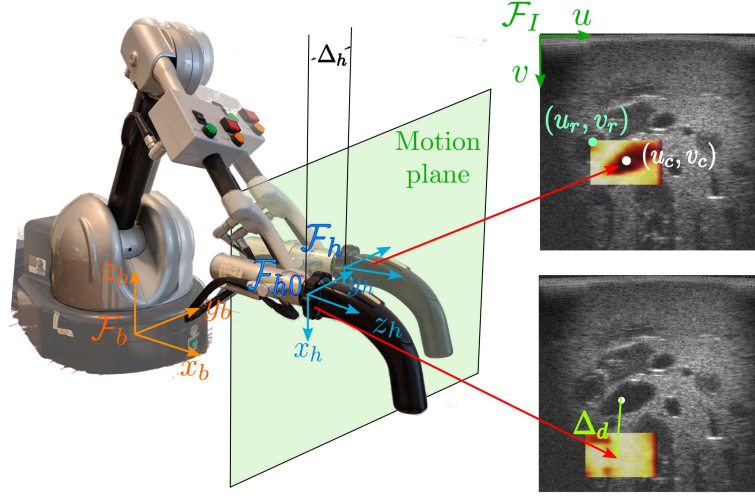 Δ_h
Motion
plane
ℱ_h
ℱ_h0
y_h
z_h
x_h
z_b
y_b
ℱ_b
x_b
ℱ_I
u
v
(u_r, v_r)
(u_c, v_c)
Δ_d